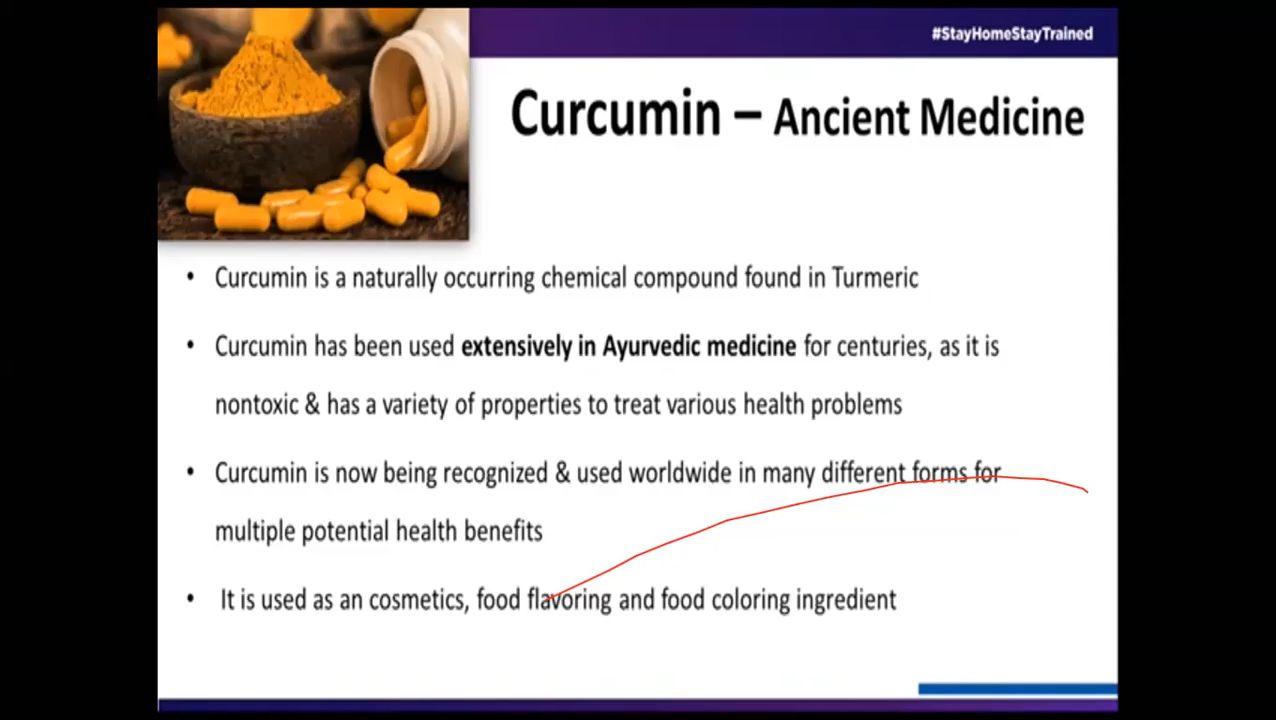 #StayHomeStayTrained
Curcumin – Ancient Medicine
• Curcumin is a naturally occurring chemical compound found in Turmeric
• Curcumin has been used extensively in Ayurvedic medicine for centuries, as it is
nontoxic & has a variety of properties to treat various health problems
• Curcumin is now being recognized & used worldwide in many different forms for
multiple potential health benefits
• It is used as an cosmetics, food flavoring and food coloring ingredient